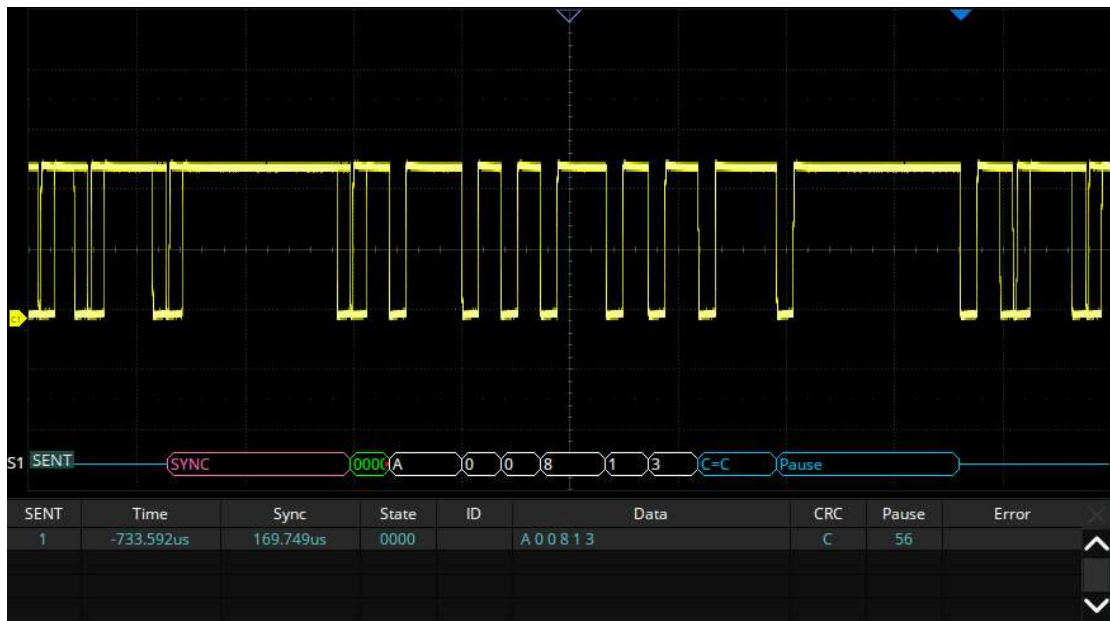 C1
S1 SENT SYNC 0000 A 0 0 8 1 3 C=C Pause
SENT Time Sync State ID Data CRC Pause Error
1 -733.592us 169.749us 0000 A 0 0 8 1 3 C 56